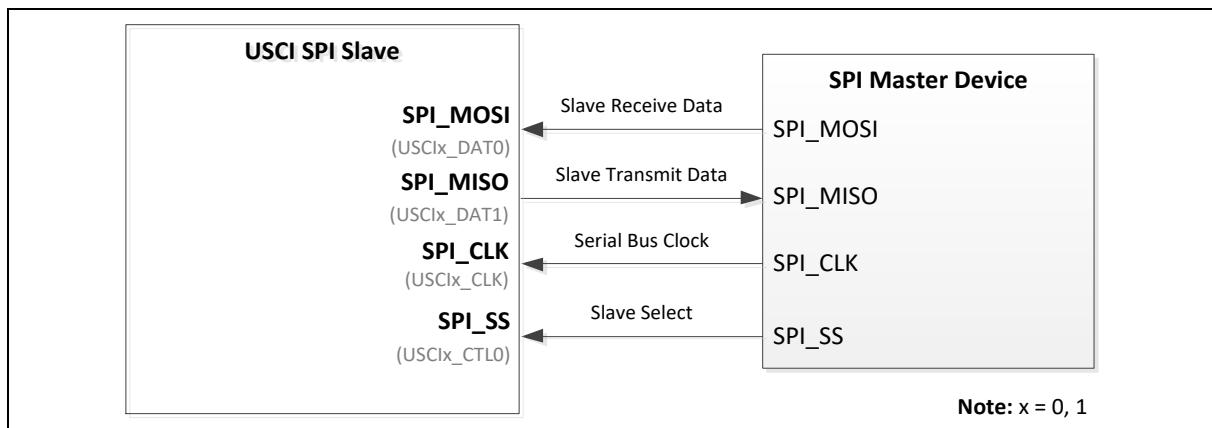 USCI SPI Slave
SPI Master Device
SPI_MOSI
(USCIx_DAT0)
Slave Receive Data
SPI_MOSI
SPI_MISO
(USCIx_DAT1)
Slave Transmit Data
SPI_MISO
SPI_CLK
(USCIx_CLK)
Serial Bus Clock
SPI_CLK
SPI_SS
(USCIx_CTL0)
Slave Select
SPI_SS
Note: x = 0, 1